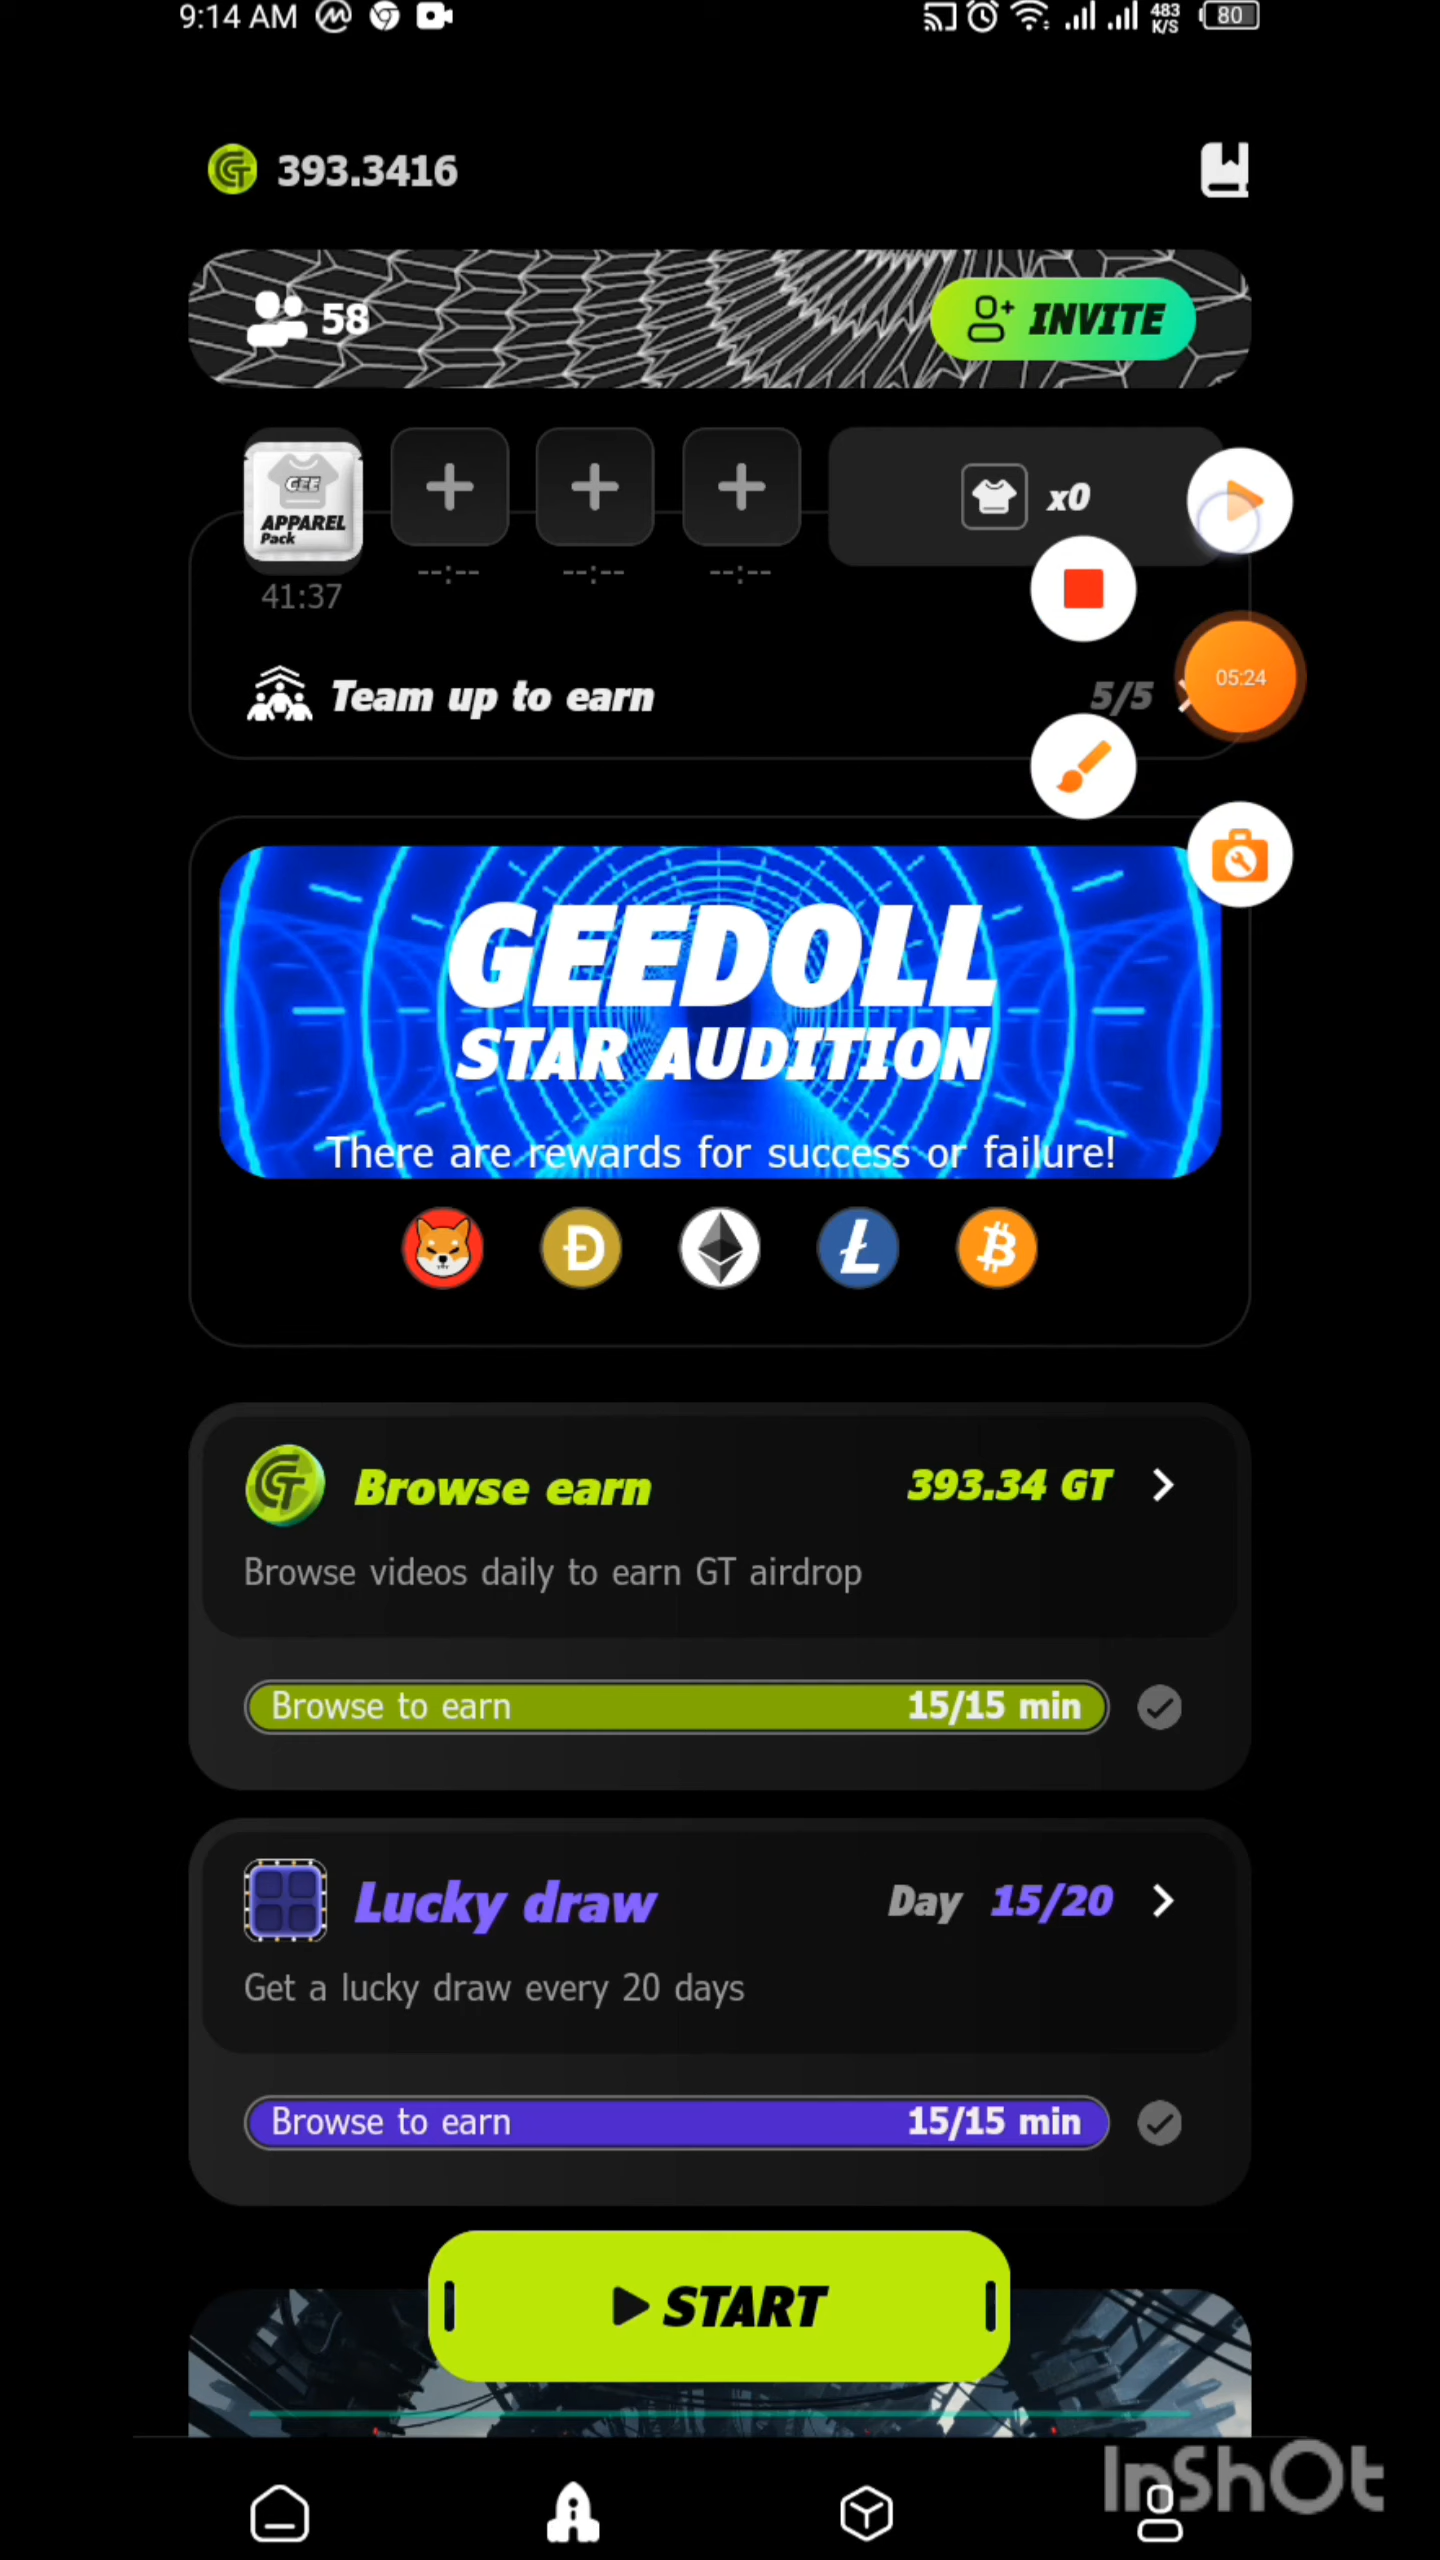 9:14 AM
483 K/S
80
393.3416
58
INVITE
GEE
APPAREL
Pack
x0
41:37
--:--
--:--
--:--
Team up to earn
5/5
05:24
GEEDOLL
STAR AUDITION
There are rewards for success or failure!
Browse earn
393.34 GT
Browse videos daily to earn GT airdrop
Browse to earn
15/15 min
Lucky draw
Day 15/20
Get a lucky draw every 20 days
Browse to earn
15/15 min
START
InShOt